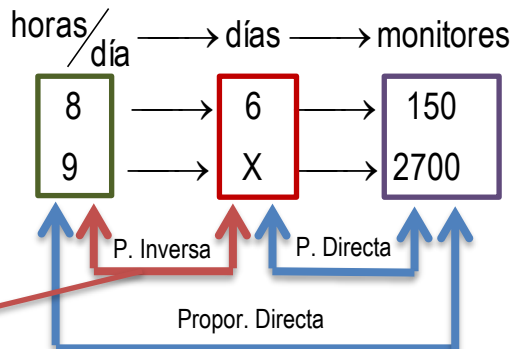 horas/día → días → monitores
8 → 6 → 150
9 → X → 2700
P. Inversa P. Directa
Propor. Directa